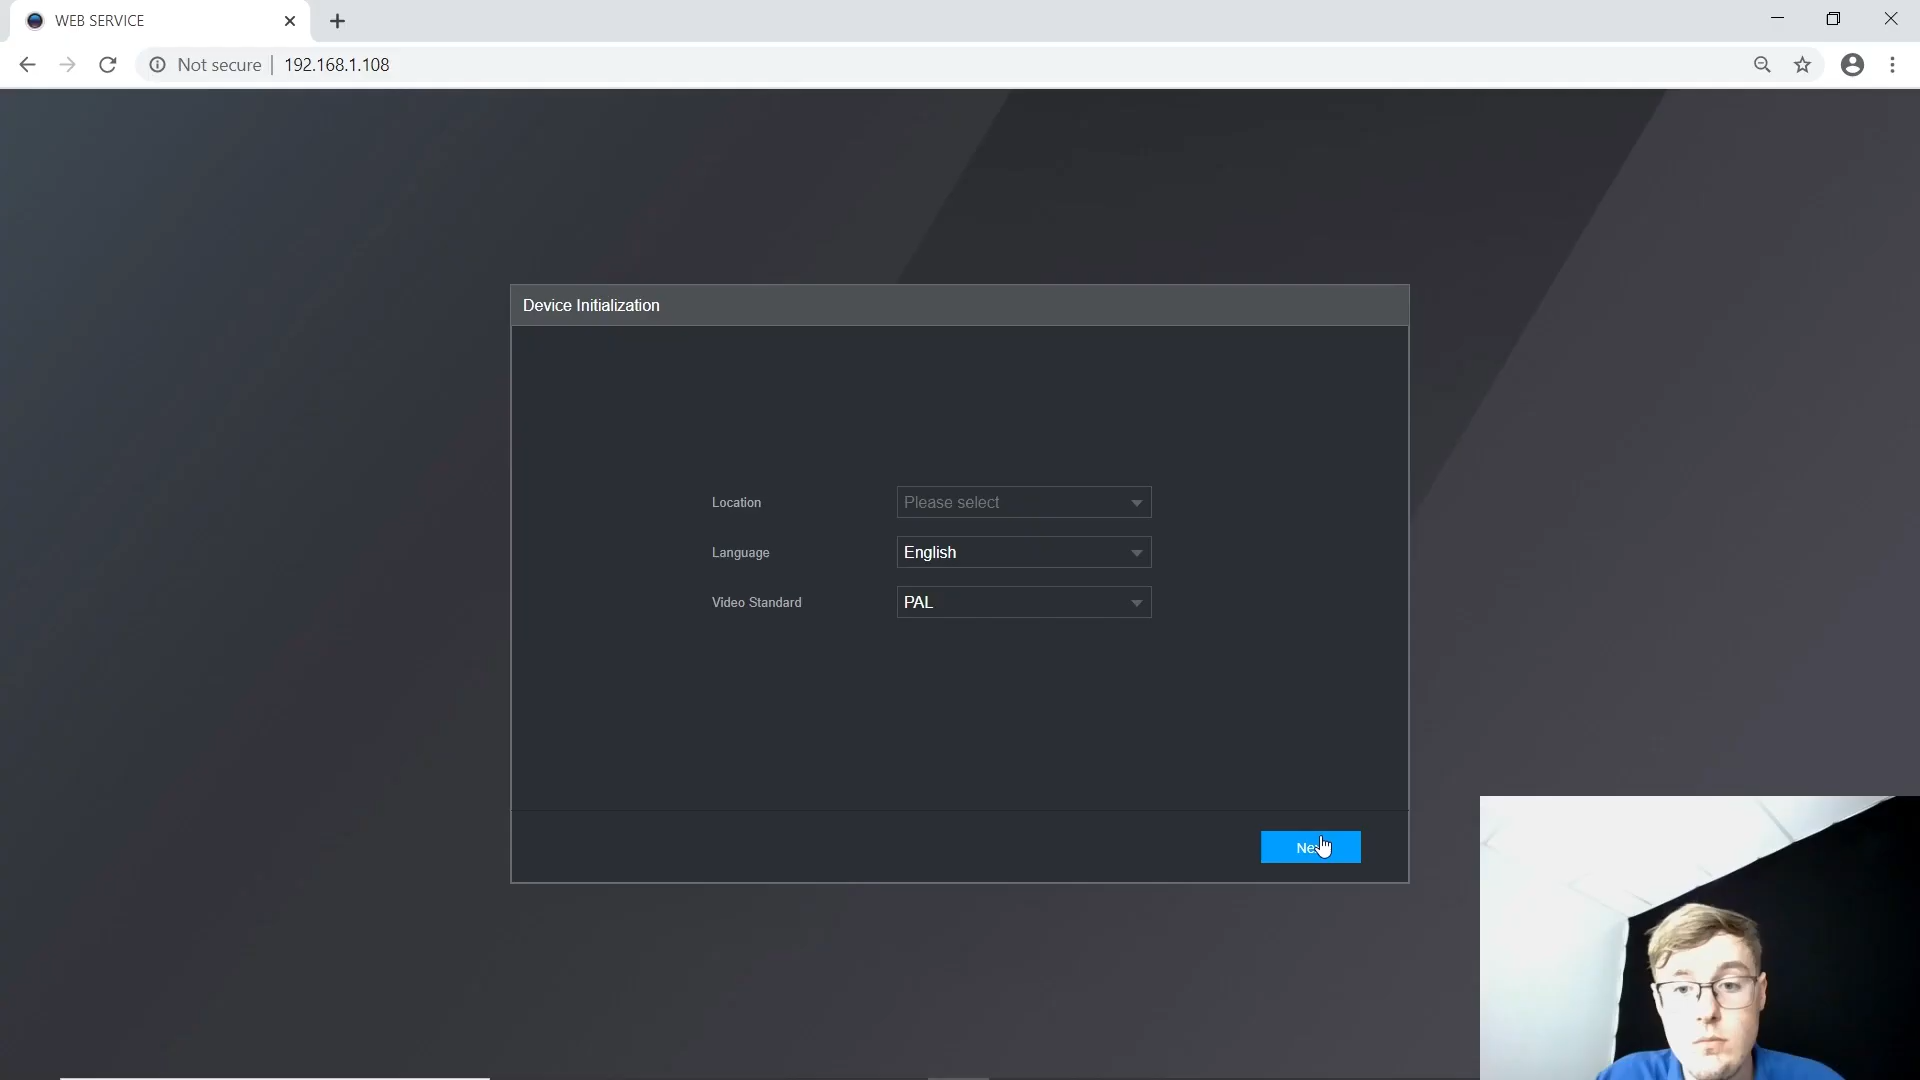 WEB SERVICE
Not secure
192.168.1.108
Device Initialization
Location
Please select
Language
English
Video Standard
PAL